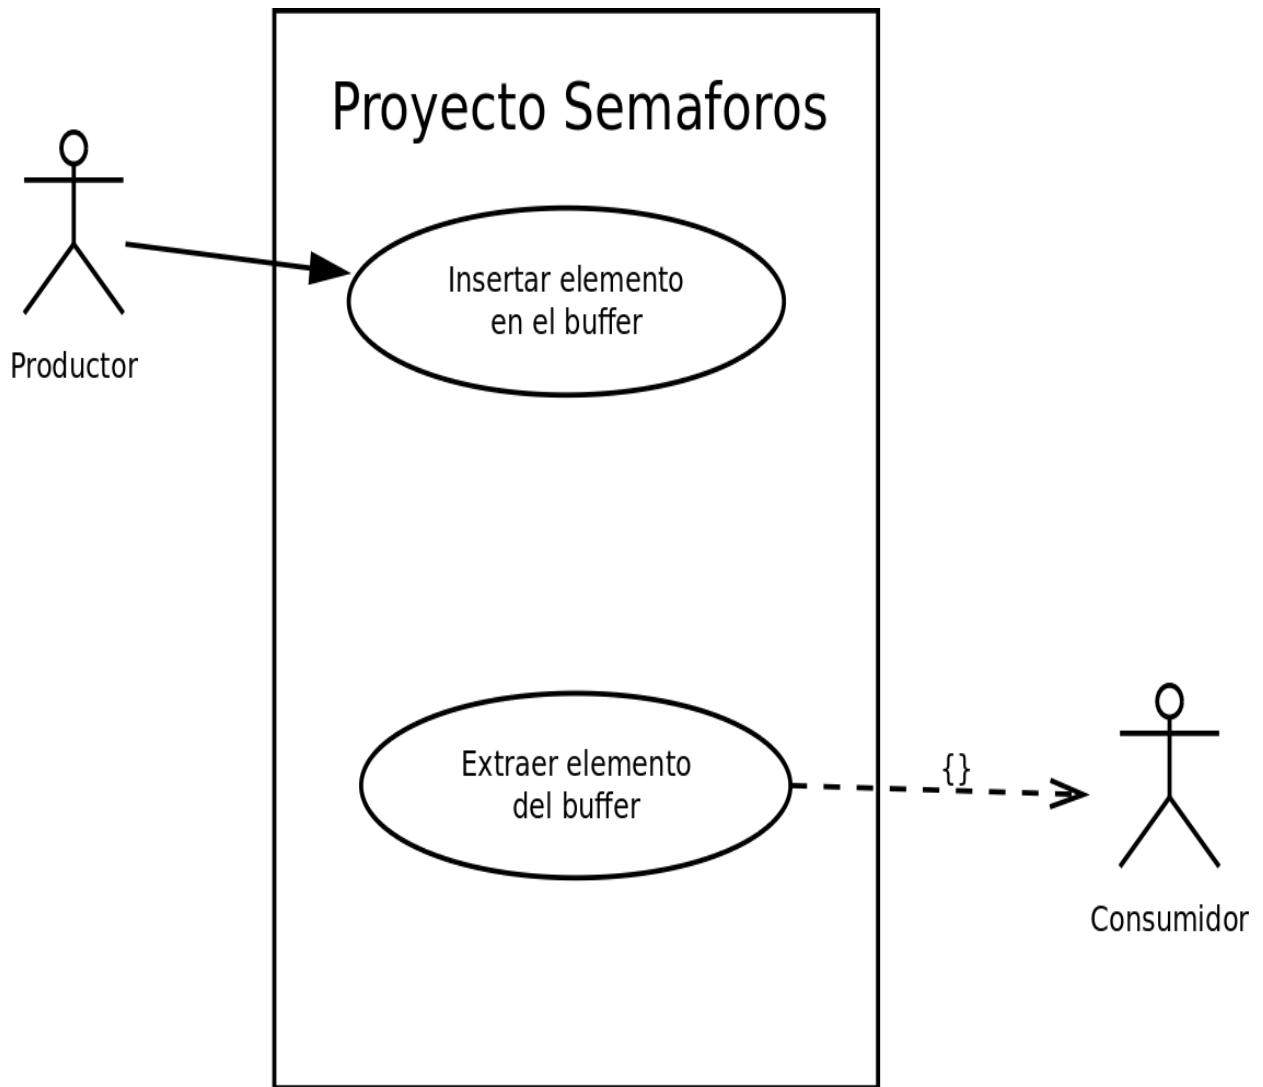 Proyecto Semaforos
Insertar elemento
en el buffer
Productor
Extraer elemento
del buffer
{}
Consumidor